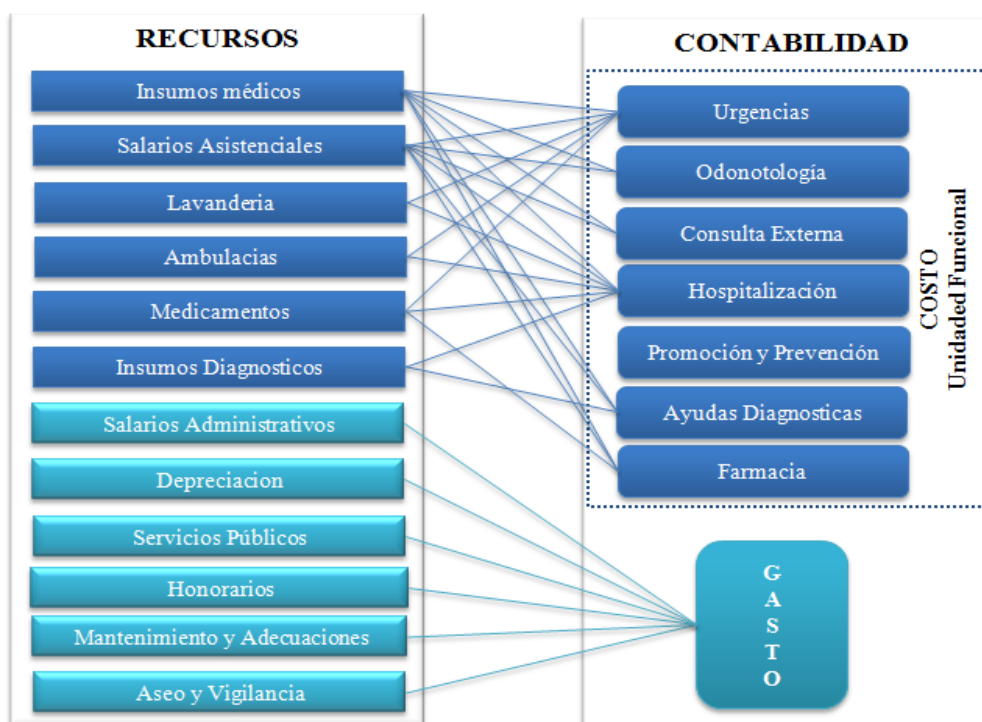 RECURSOS
Insumos médicos
Salarios Asistenciales
Lavanderia
Ambulacias
Medicamentos
Insumos Diagnosticos
Salarios Administrativos
Depreciacion
Servicios Públicos
Honorarios
Mantenimiento y Adecuaciones
Aseo y Vigilancia
CONTABILIDAD
Urgencias
Odonotología
Consulta Externa
Hospitalización
Promoción y Prevención
Ayudas Diagnosticas
Farmacia
COSTO
Unidaded Funcional
G
A
S
T
O